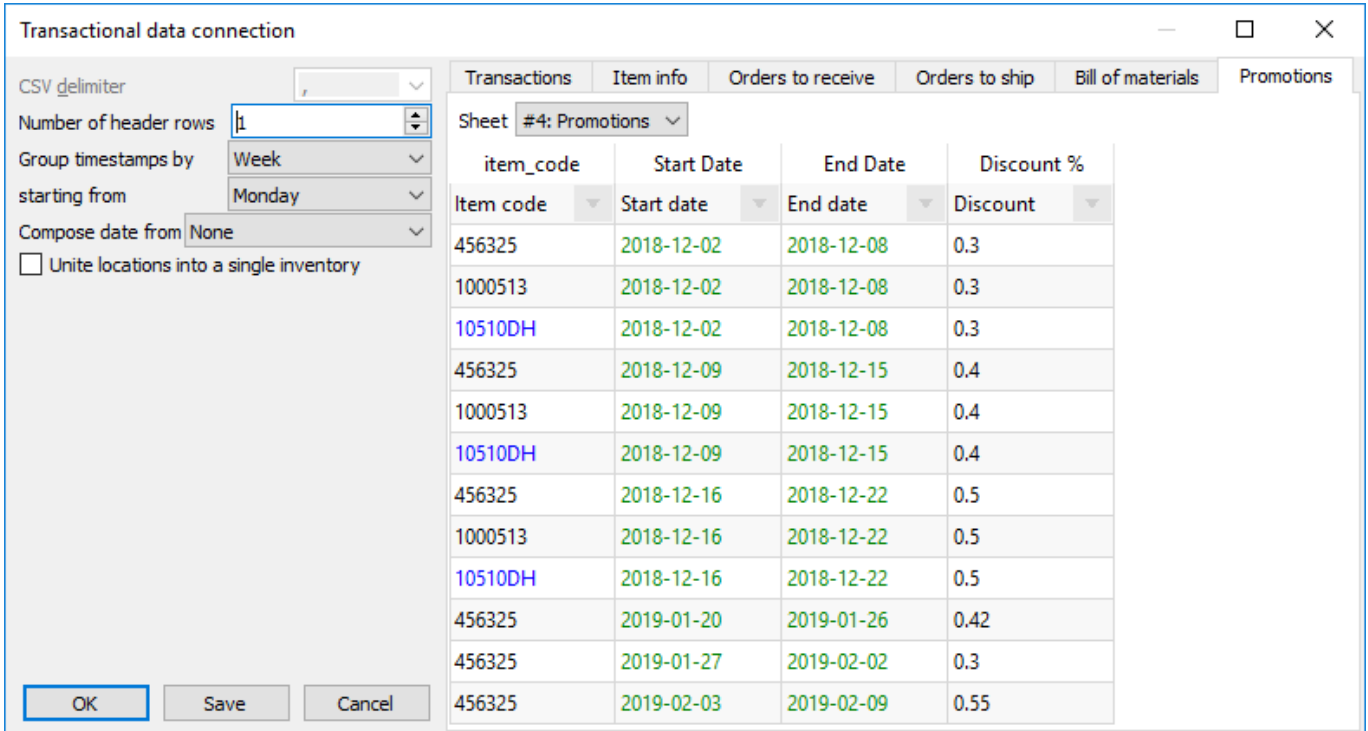 Transactional data connection
CSV delimiter ,
Number of header rows 1
Group timestamps by Week
starting from Monday
Compose date from None
Unite locations into a single inventory
OK Save Cancel
Transactions Item info Orders to receive Orders to ship Bill of materials Promotions
Sheet #4: Promotions
item_code Start Date End Date Discount %
Item code Start date End date Discount
456325 2018-12-02 2018-12-08 0.3
1000513 2018-12-02 2018-12-08 0.3
10510DH 2018-12-02 2018-12-08 0.3
456325 2018-12-09 2018-12-15 0.4
1000513 2018-12-09 2018-12-15 0.4
10510DH 2018-12-09 2018-12-15 0.4
456325 2018-12-16 2018-12-22 0.5
1000513 2018-12-16 2018-12-22 0.5
10510DH 2018-12-16 2018-12-22 0.5
456325 2019-01-20 2019-01-26 0.42
456325 2019-01-27 2019-02-02 0.3
456325 2019-02-03 2019-02-09 0.55